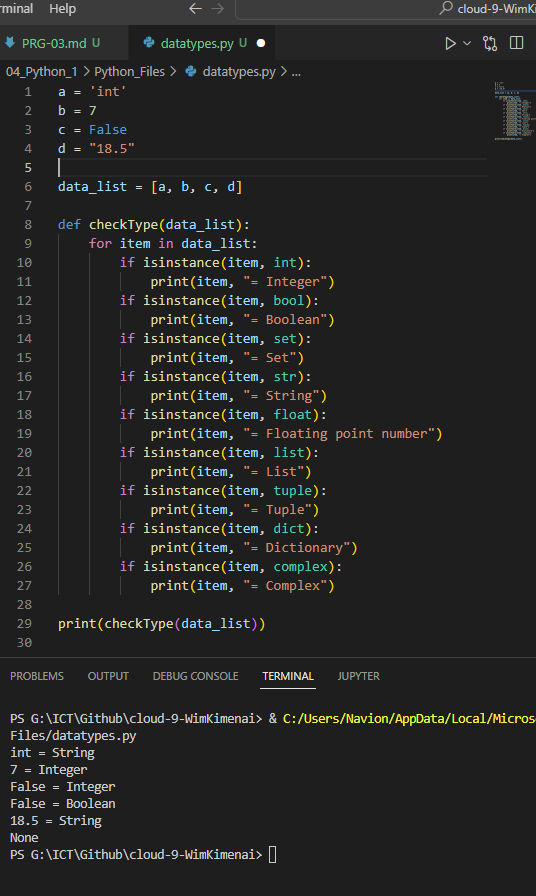 rminal Help cloud-9-WimK
PRG-03.md U datatypes.py U
04_Python_1 > Python_Files > datatypes.py > ...
1 a = 'int'
2 b = 7
3 c = False
4 d = "18.5"
5
6 data_list = [a, b, c, d]
7
8 def checkType(data_list):
9 for item in data_list:
10 if isinstance(item, int):
11 print(item, "= Integer")
12 if isinstance(item, bool):
13 print(item, "= Boolean")
14 if isinstance(item, set):
15 print(item, "= Set")
16 if isinstance(item, str):
17 print(item, "= String")
18 if isinstance(item, float):
19 print(item, "= Floating point number")
20 if isinstance(item, list):
21 print(item, "= List")
22 if isinstance(item, tuple):
23 print(item, "= Tuple")
24 if isinstance(item, dict):
25 print(item, "= Dictionary")
26 if isinstance(item, complex):
27 print(item, "= Complex")
28
29 print(checkType(data_list))
30
PROBLEMS OUTPUT DEBUG CONSOLE TERMINAL JUPYTER
PS G:\ICT\Github\cloud-9-WimKimenai> & C:/Users/Navion/AppData/Local/Micros
Files/datatypes.py
int = String
7 = Integer
False = Integer
False = Boolean
18.5 = String
None
PS G:\ICT\Github\cloud-9-WimKimenai>